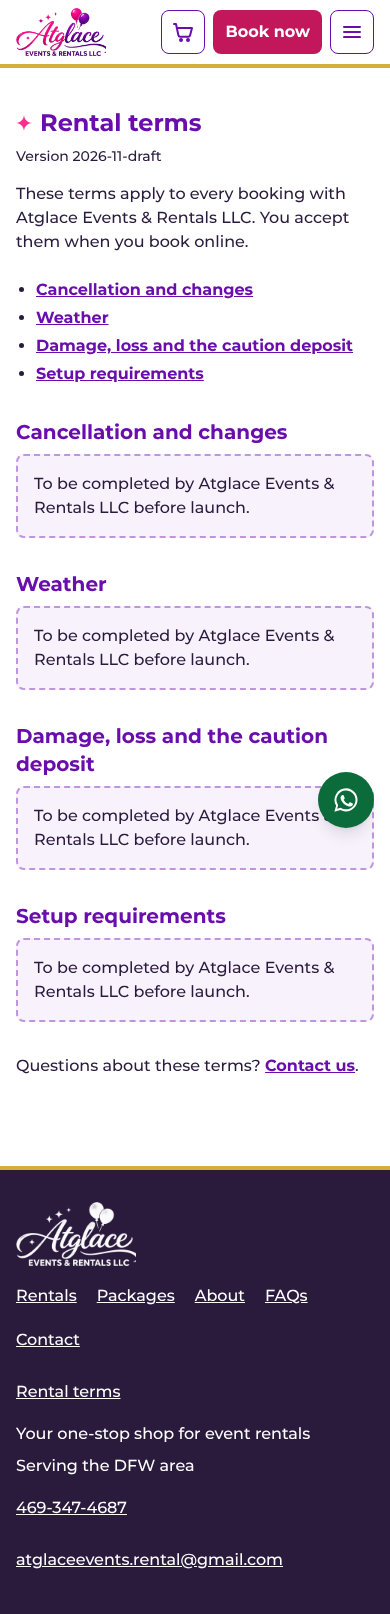 Atglace
EVENTS & RENTALS LLC
Book now
Rental terms
Version 2026-11-draft
These terms apply to every booking with
Atglace Events & Rentals LLC. You accept
them when you book online.
Cancellation and changes
Weather
Damage, loss and the caution deposit
Setup requirements
Cancellation and changes
To be completed by Atglace Events &
Rentals LLC before launch.
Weather
To be completed by Atglace Events &
Rentals LLC before launch.
Damage, loss and the caution
deposit
To be completed by Atglace Events
Rentals LLC before launch.
Setup requirements
To be completed by Atglace Events &
Rentals LLC before launch.
Questions about these terms? Contact us.
Atglace
EVENTS & RENTALS LLC
Rentals Packages About FAQs
Contact
Rental terms
Your one-stop shop for event rentals
Serving the DFW area
469-347-4687
atglaceevents.rental@gmail.com